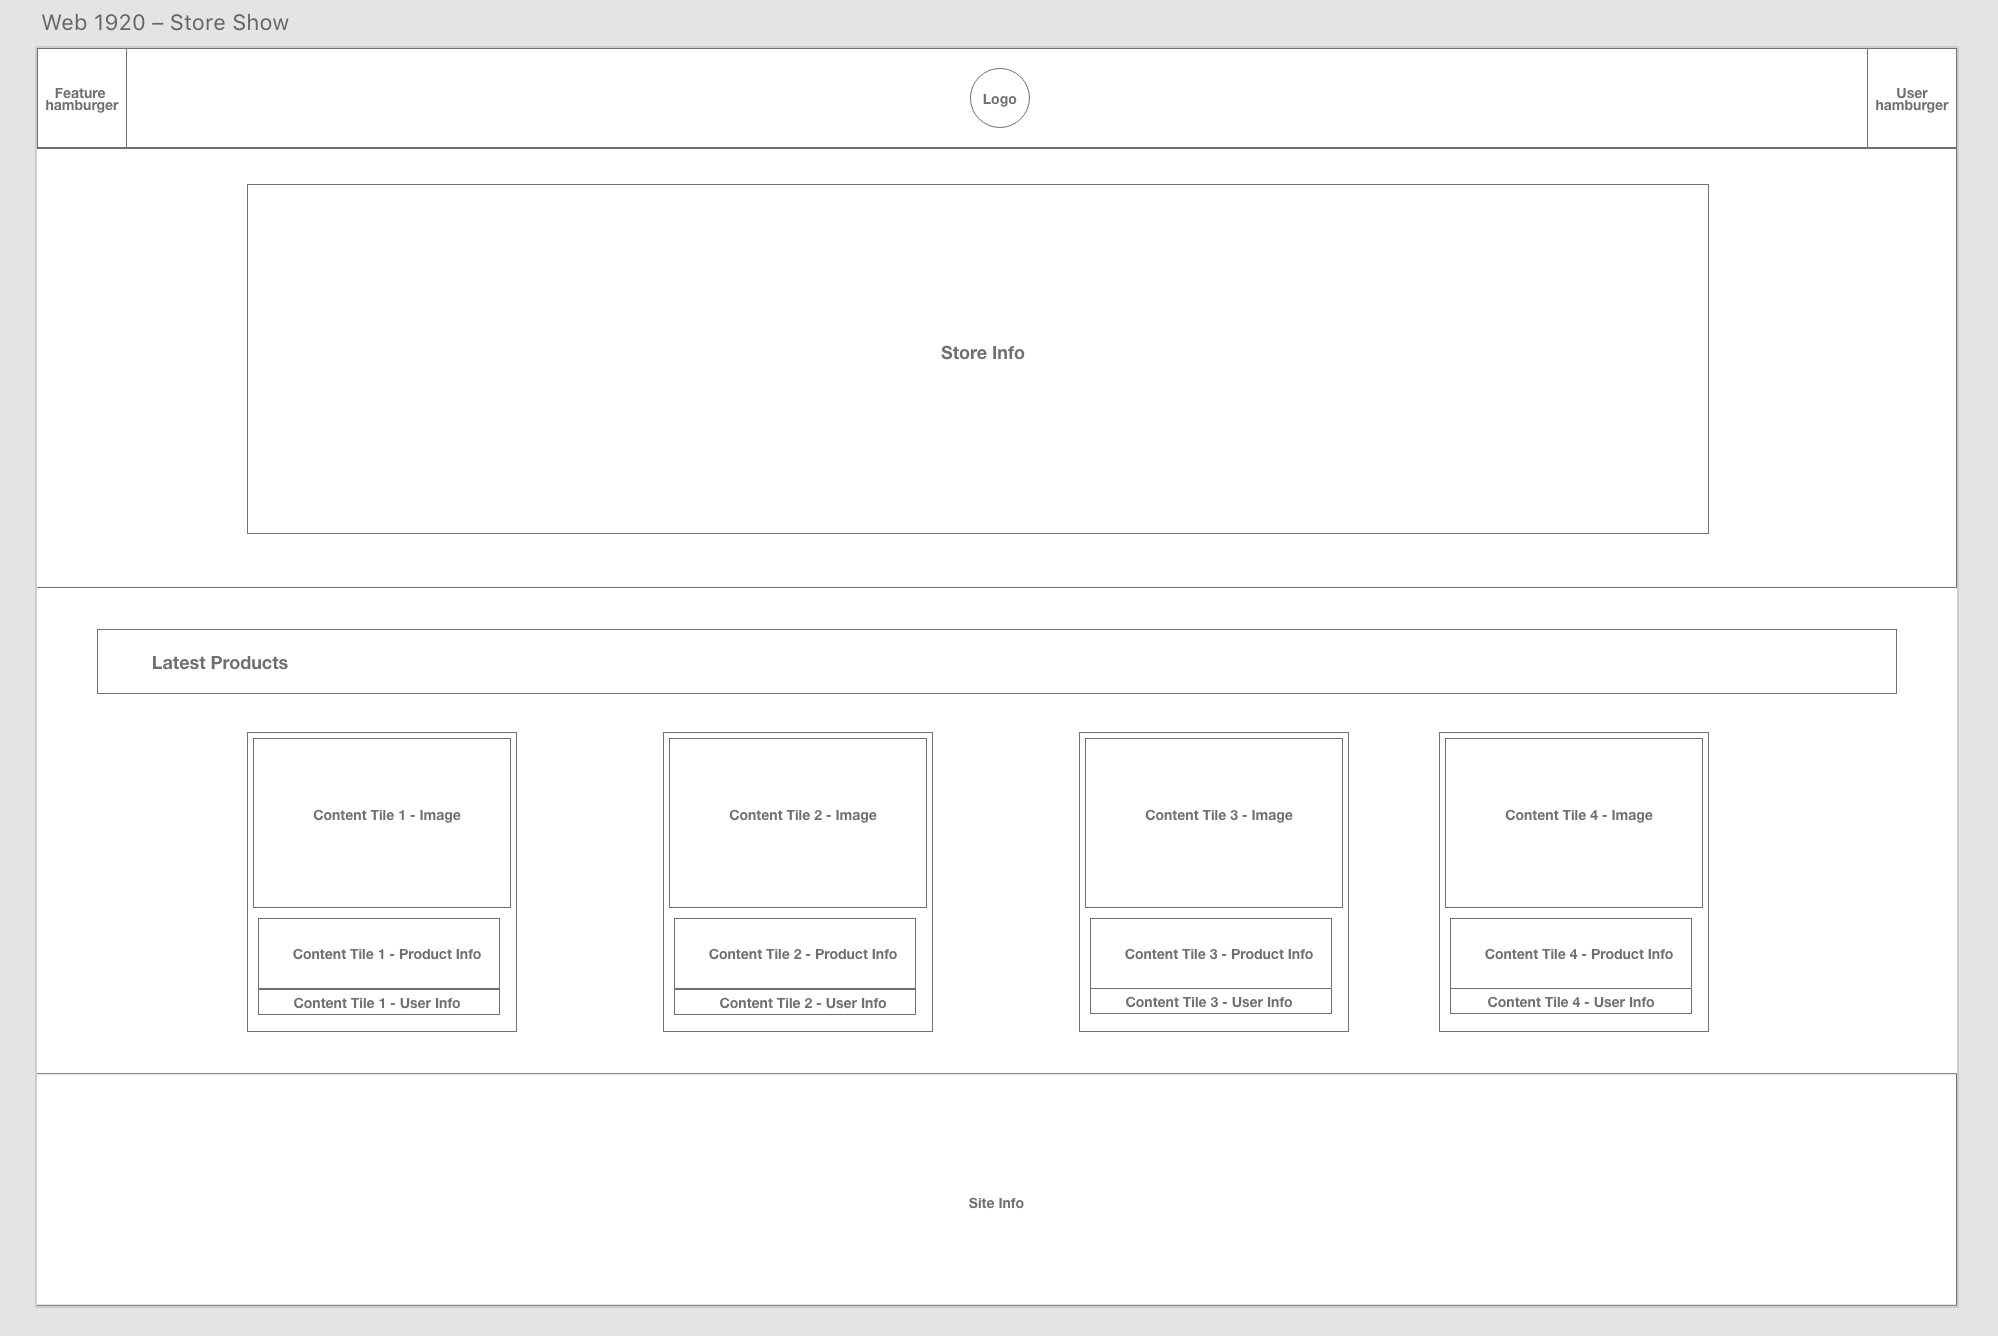 Web 1920 – Store Show
Feature
hamburger
Logo
User
hamburger
Store Info
Latest Products
Content Tile 1 - Image
Content Tile 2 - Image
Content Tile 3 - Image
Content Tile 4 - Image
Content Tile 1 - Product Info
Content Tile 2 - Product Info
Content Tile 3 - Product Info
Content Tile 4 - Product Info
Content Tile 1 - User Info
Content Tile 2 - User Info
Content Tile 3 - User Info
Content Tile 4 - User Info
Site Info